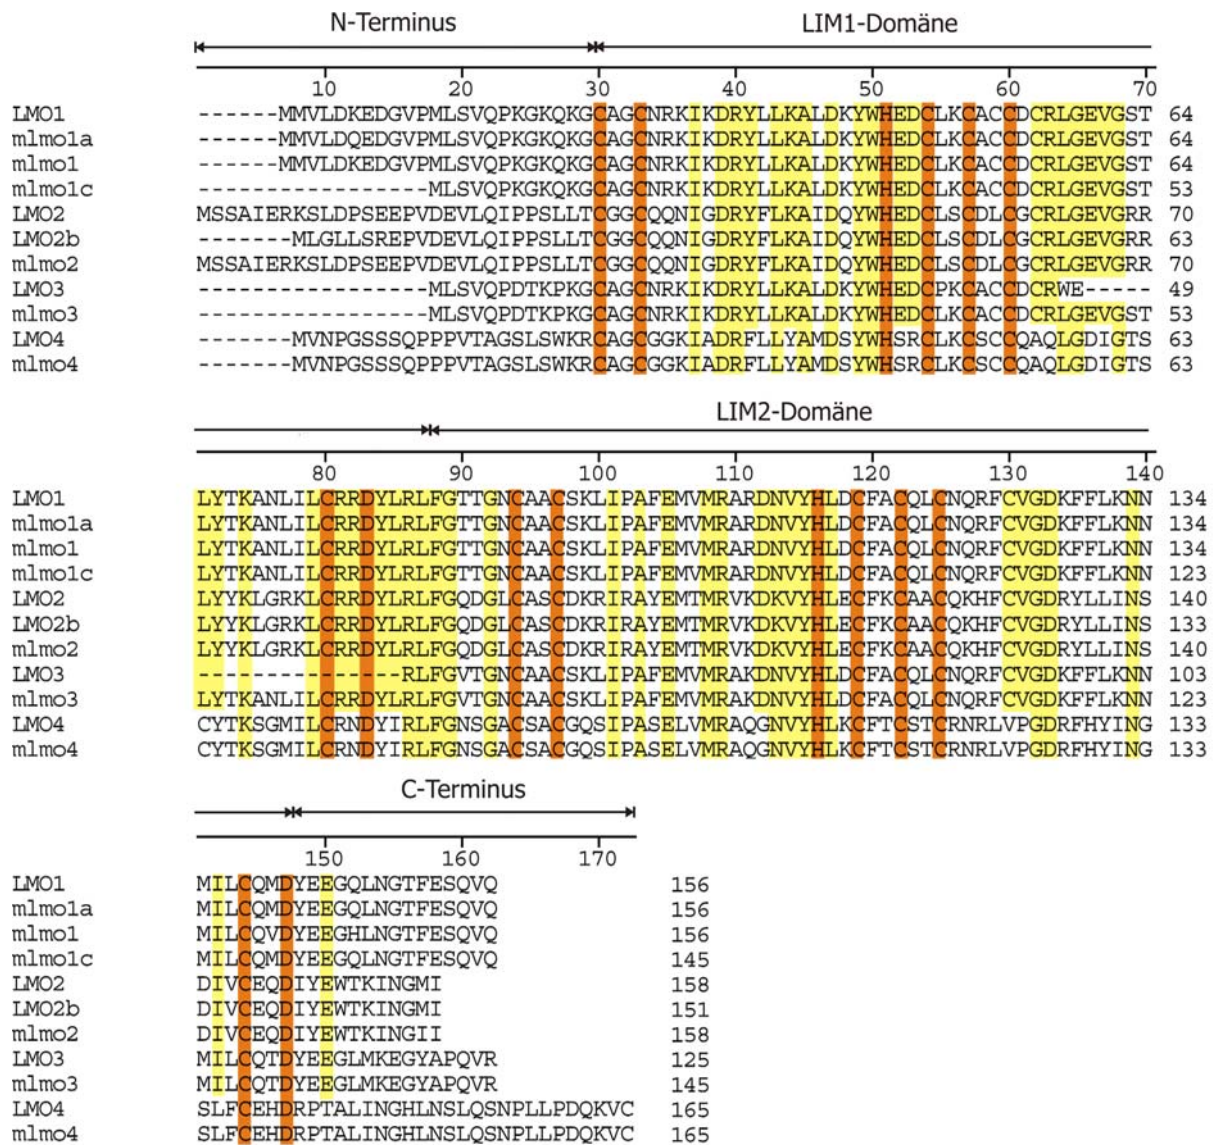 N-Terminus LIM1-Domäne
10 20 30 40 50 60 70
LMO1 ------MMVLDKEDGVPMLSVQPKGKQKGCAGCNRKIKDRYLLKALDKYWHEDCLKCACCDCRLGEVGST 64
mlmo1a ------MMVLDQEDGVPMLSVQPKGKQKGCAGCNRKIKDRYLLKALDKYWHEDCLKCACCDCRLGEVGST 64
mlmo1 ------MMVLDKEDGVPMLSVQPKGKQKGCAGCNRKIKDRYLLKALDKYWHEDCLKCACCDCRLGEVGST 64
mlmo1c -----------------MLSVQPKGKQKGCAGCNRKIKDRYLLKALDKYWHEDCLKCACCDCRLGEVGST 53
LMO2 MSSAIERKSLDPSEEPVDEVLQIPPSLLTCGGCQQNIGDRYFLKAIDQYWHEDCLSCDLCGCRLGEVGRR 70
LMO2b -------MLGLLSREPVDEVLQIPPSLLTCGGCQQNIGDRYFLKAIDQYWHEDCLSCDLCGCRLGEVGRR 63
mlmo2 MSSAIERKSLDPSEEPVDEVLQIPPSLLTCGGCQQNIGDRYFLKAIDQYWHEDCLSCDLCGCRLGEVGRR 70
LMO3 -----------------MLSVQPDTKPKGCAGCNRKIKDRYLLKALDKYWHEDCPKCACCDCRWE----- 49
mlmo3 -----------------MLSVQPDTKPKGCAGCNRKIKDRYLLKALDKYWHEDCLKCACCDCRLGEVGST 53
LMO4 -------MVNPGSSSQPPPVTAGSLSWKRCAGCGGKIADRFLLYAMDSYWHSRCLKCSCCQAQLGDIGTS 63
mlmo4 -------MVNPGSSSQPPPVTAGSLSWKRCAGCGGKIADRFLLYAMDSYWHSRCLKCSCCQAQLGDIGTS 63
LIM2-Domäne
80 90 100 110 120 130 140
LMO1 LYTKANLILCRRDYLRLFGTTGNCAACSKLIPAFEMVMRARDNVYHLDCFACQLCNQRFCVGDKFFLKNN 134
mlmo1a LYTKANLILCRRDYLRLFGTTGNCAACSKLIPAFEMVMRARDNVYHLDCFACQLCNQRFCVGDKFFLKNN 134
mlmo1 LYTKANLILCRRDYLRLFGTTGNCAACSKLIPAFEMVMRARDNVYHLDCFACQLCNQRFCVGDKFFLKNN 134
mlmo1c LYTKANLILCRRDYLRLFGTTGNCAACSKLIPAFEMVMRARDNVYHLDCFACQLCNQRFCVGDKFFLKNN 123
LMO2 LYYKLGRKLCRRDYLRLFGQDGLCASCDKRIRAYEMTMRVKDKVYHLECFKCAACQKHFCVGDRYLLINS 140
LMO2b LYYKLGRKLCRRDYLRLFGQDGLCASCDKRIRAYEMTMRVKDKVYHLECFKCAACQKHFCVGDRYLLINS 133
mlmo2 LYYKLGRKLCRRDYLRLFGQDGLCASCDKRIRAYEMTMRVKDKVYHLECFKCAACQKHFCVGDRYLLINS 140
LMO3 ---------------RLFGVTGNCAACSKLIPAFEMVMRAKDNVYHLDCFACQLCNQRFCVGDKFFLKNN 103
mlmo3 LYTKANLILCRRDYLRLFGVTGNCAACSKLIPAFEMVMRAKDNVYHLDCFACQLCNQRFCVGDKFFLKNN 123
LMO4 CYTKSGMILCRNDYIRLFGNSGACSACGQSIPASELVMRAQGNVYHLKCFTCSTCRNRLVPGDRFHYING 133
mlmo4 CYTKSGMILCRNDYIRLFGNSGACSACGQSIPASELVMRAQGNVYHLKCFTCSTCRNRLVPGDRFHYING 133
C-Terminus
150 160 170
LMO1 MILCQMDYEEGQLNGTFESQVQ 156
mlmo1a MILCQMDYEEGQLNGTFESQVQ 156
mlmo1 MILCQVDYEEGHLNGTFESQVQ 156
mlmo1c MILCQMDYEEGQLNGTFESQVQ 145
LMO2 DIVCEQDIYEWTKINGMI 158
LMO2b DIVCEQDIYEWTKINGMI 151
mlmo2 DIVCEQDIYEWTKINGII 158
LMO3 MILCQTDYEEGLMKEGYAPQVR 125
mlmo3 MILCQTDYEEGLMKEGYAPQVR 145
LMO4 SLFCEHDRPTALINGHLNSLQSNPLLPDQKVC 165
mlmo4 SLFCEHDRPTALINGHLNSLQSNPLLPDQKVC 165